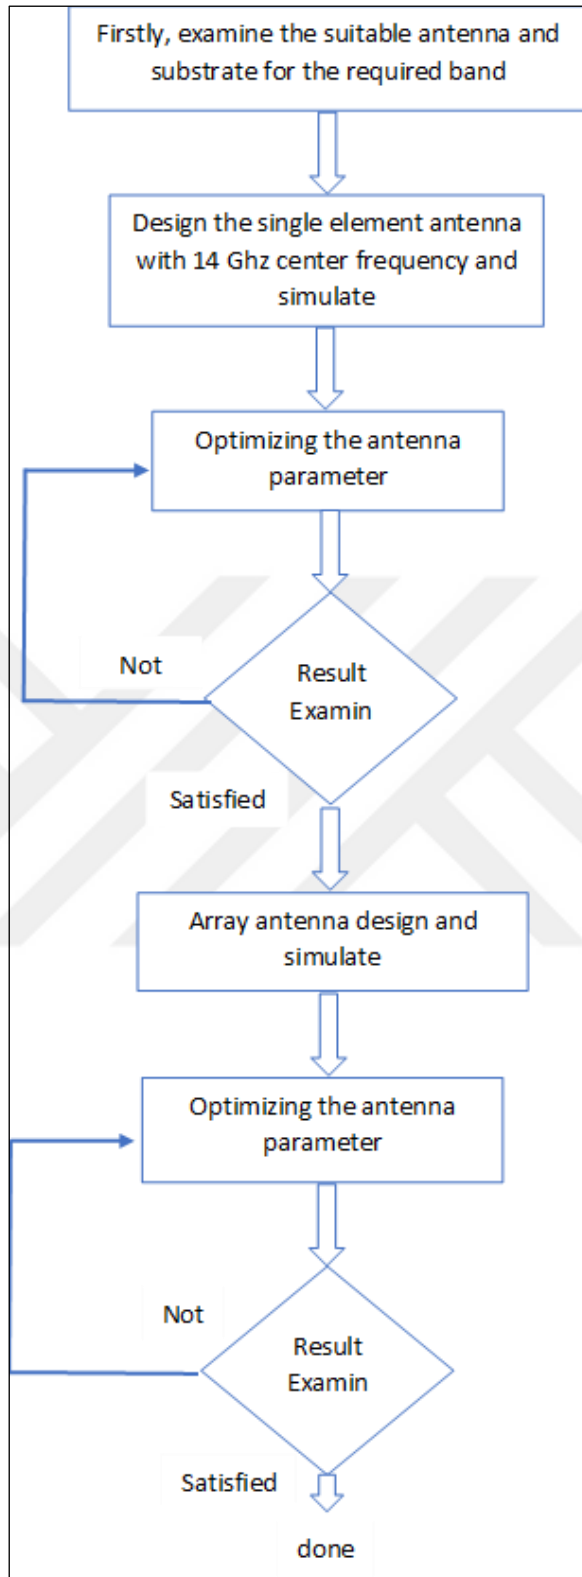 Firstly, examine the suitable antenna and
substrate for the required band
Design the single element antenna
with 14 Ghz center frequency and
simulate
Optimizing the antenna
parameter
Not
Result
Examin
Satisfied
Array antenna design and
simulate
Optimizing the antenna
parameter
Not
Result
Examin
Satisfied
done